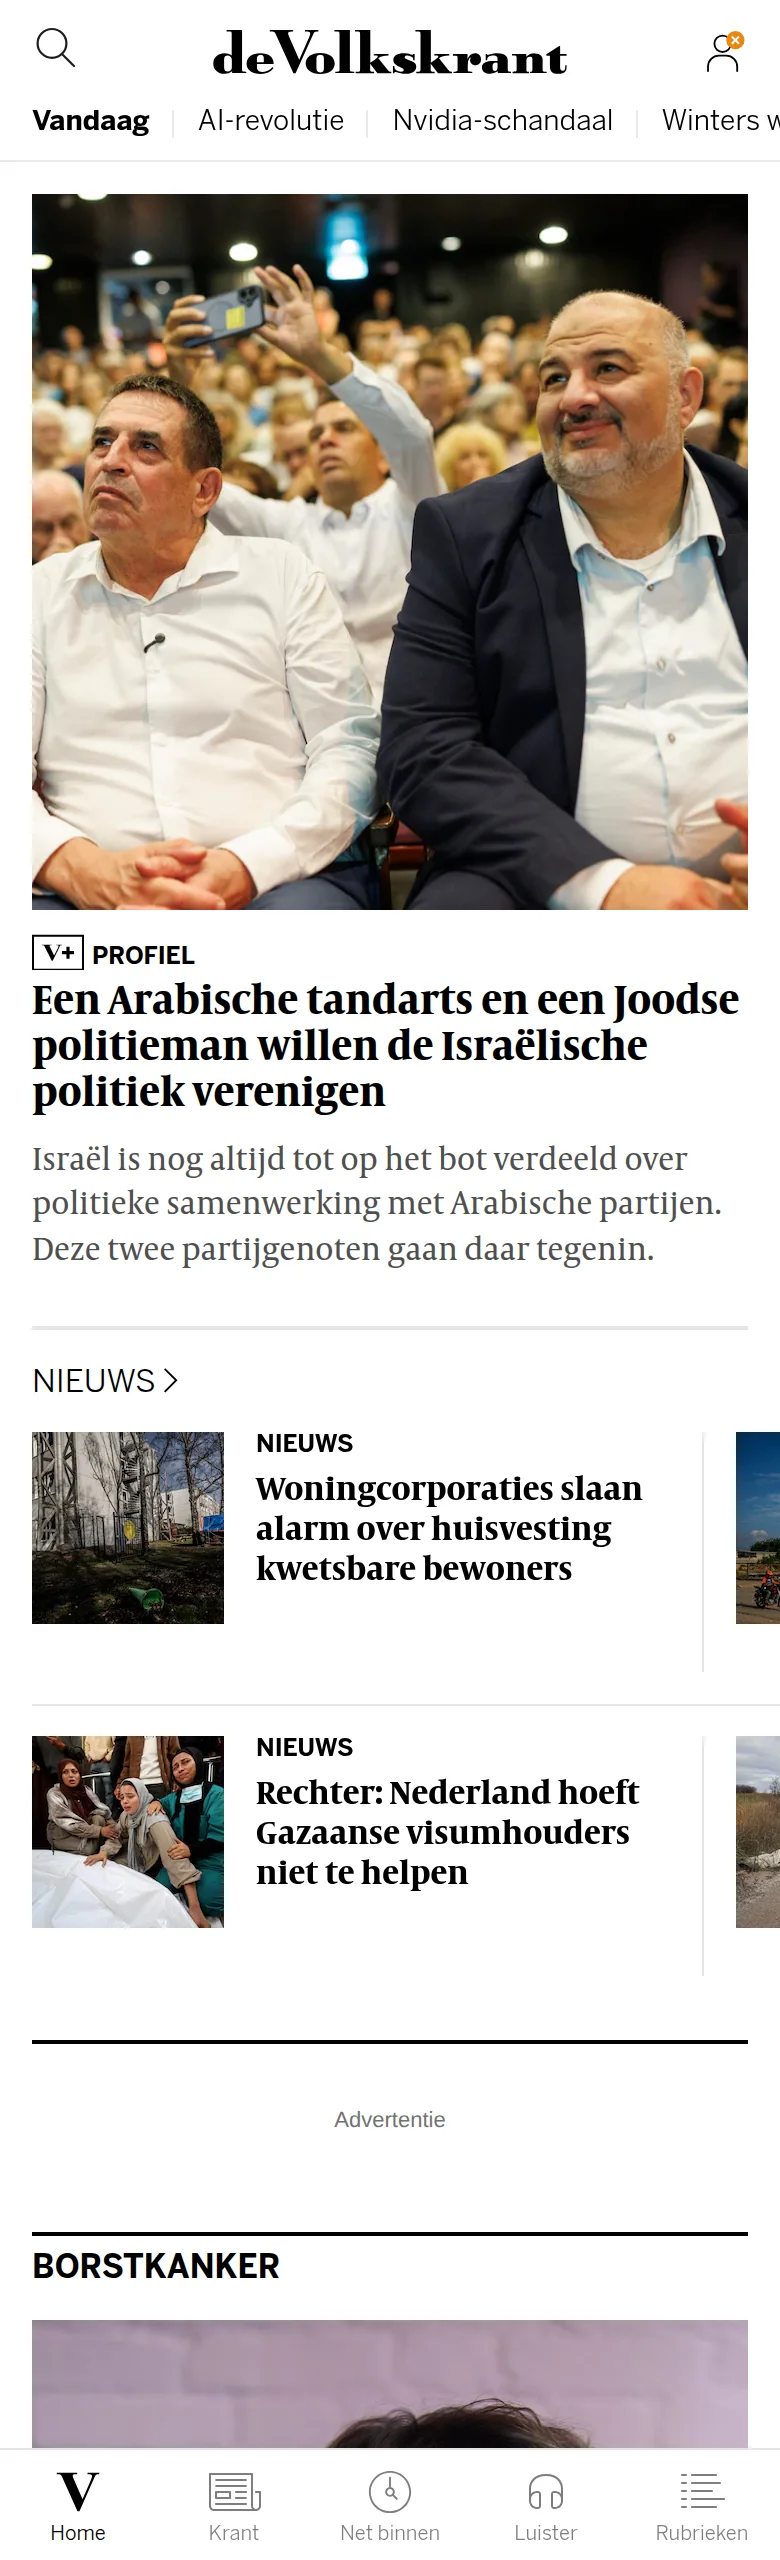 deVolkskrant
Vandaag
AI-revolutie
Nvidia-schandaal
Winters w
V+ PROFIEL
Een Arabische tandarts en een Joodse
politieman willen de Israëlische
politiek verenigen
Israël is nog altijd tot op het bot verdeeld over
politieke samenwerking met Arabische partijen.
Deze twee partijgenoten gaan daar tegenin.
NIEUWS
NIEUWS
Woningcorporaties slaan
alarm over huisvesting
kwetsbare bewoners
NIEUWS
Rechter: Nederland hoeft
Gazaanse visumhouders
niet te helpen
Advertentie
BORSTKANKER
V
Home
Krant
Net binnen
Luister
Rubrieken